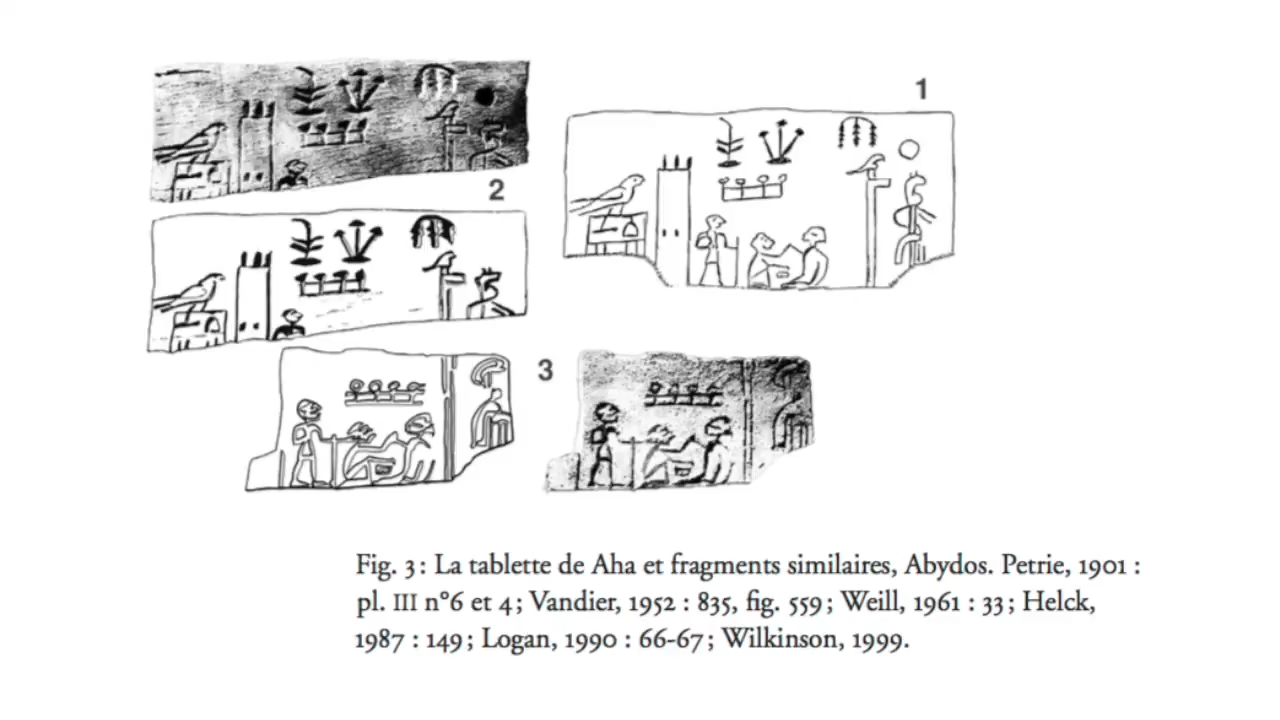 1
2
3
Fig. 3 : La tablette de Aha et fragments similaires, Abydos. Petrie, 1901 :
pl. III n°6 et 4 ; Vandier, 1952 : 835, fig. 559 ; Weill, 1961 : 33 ; Helck,
1987 : 149 ; Logan, 1990 : 66-67 ; Wilkinson, 1999.